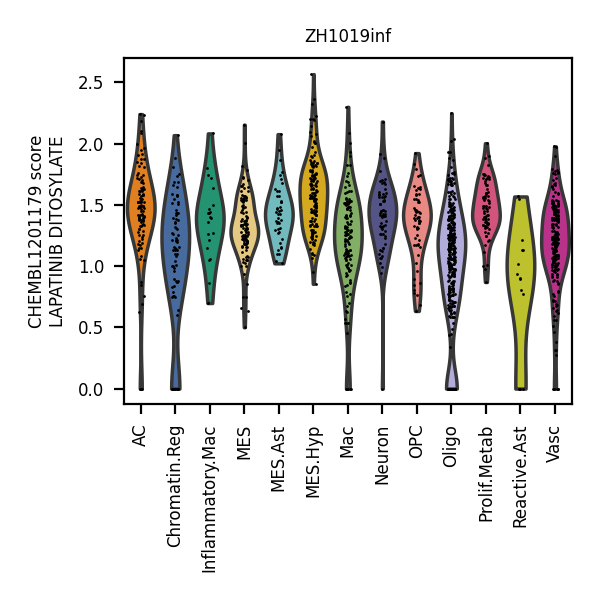 ZH1019inf
CHEMBL1201179 score
LAPATINIB DITOSYLATE
2.5
2.0
1.5
1.0
0.5
0.0
AC
Chromatin.Reg
Inflammatory.Mac
MES
MES.Ast
MES.Hyp
Mac
Neuron
OPC
Oligo
Prolif.Metab
Reactive.Ast
Vasc